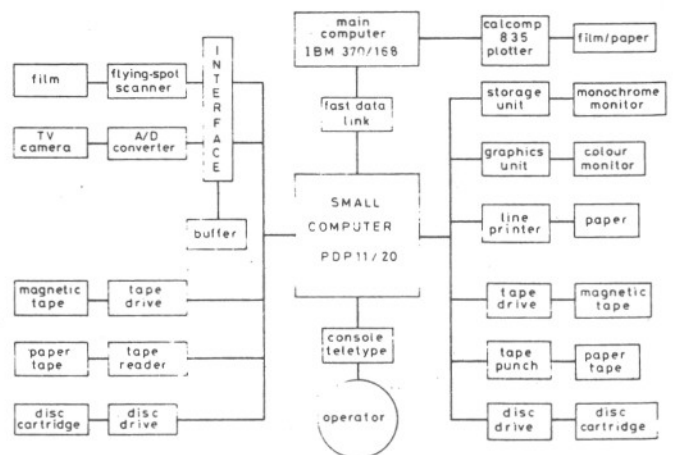 main
computer
IBM 370/168
calcomp
835
plotter
film/paper
film
flying-spot
scanner
INTERFACE
fast data
link
storage
unit
monochrome
monitor
TV
camera
A/D
converter
graphics
unit
colour
monitor
SMALL
COMPUTER
PDP11/20
buffer
line
printer
paper
magnetic
tape
tape
drive
tape
drive
magnetic
tape
paper
tape
tape
reader
console
teletype
tape
punch
paper
tape
disc
cartridge
disc
drive
operator
disc
drive
disc
cartridge